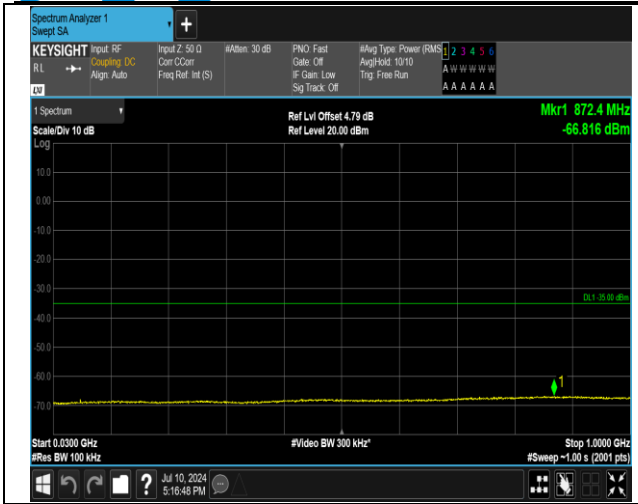 Spectrum Analyzer 1
Swept SA
+
KEYSIGHT
RL
LXI
Input: RF
Coupling: DC
Align: Auto
Input Z: 50 Ω
Corr CCorr
Freq Ref: Int (S)
#Atten: 30 dB
PNO: Fast
Gate: Off
IF Gain: Low
Sig Track: Off
#Avg Type: Power (RMS
Avg|Hold: 10/10
Trig: Free Run
1 2 3 4 5 6
A W W W W W
A A A A A A
1 Spectrum
Scale/Div 10 dB
Log
Ref Lvl Offset 4.79 dB
Ref Level 20.00 dBm
Mkr1 872.4 MHz
-66.816 dBm
10.0
0.00
-10.0
-20.0
-30.0
DL1 -35.00 dBm
-40.0
-50.0
-60.0
1
-70.0
Start 0.0300 GHz
#Video BW 300 kHz*
Stop 1.0000 GHz
#Res BW 100 kHz
#Sweep ~1.00 s (2001 pts)
?
Jul 10, 2024
5:16:48 PM